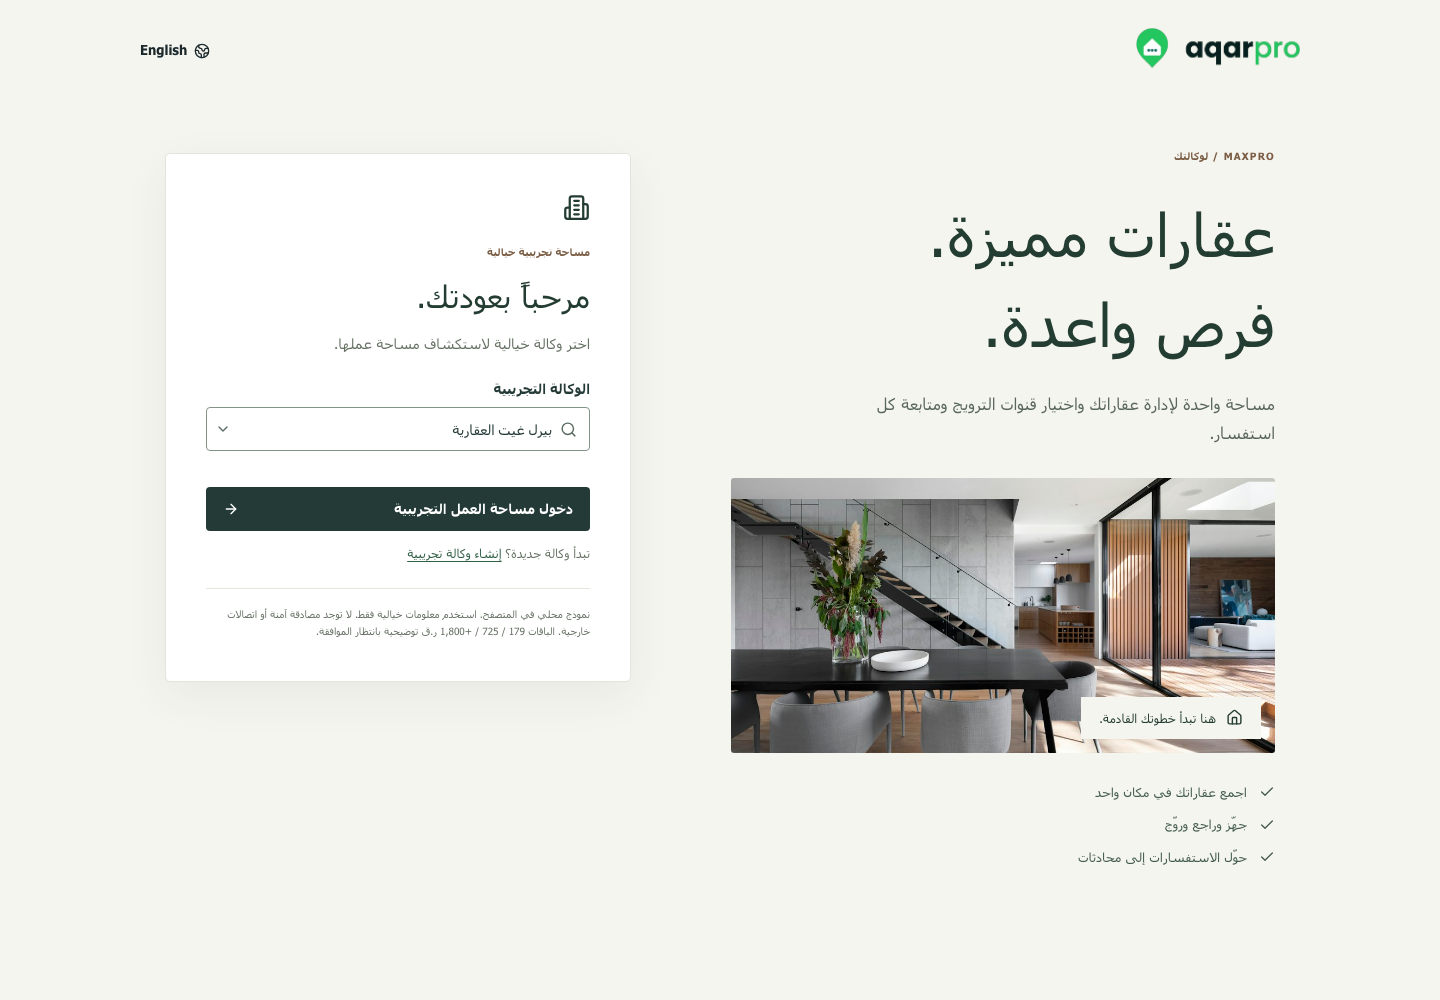 aqarpro
English
MAXPRO / لوكالتك
عقارات مميزة.
فرص واعدة.
مساحة واحدة لإدارة عقاراتك واختيار قنوات الترويج ومتابعة كل
استفسار.
هنا تبدأ خطوتك القادمة.
اجمع عقاراتك في مكان واحد
جهّز وراجع وروّج
حوّل الاستفسارات إلى محادثات
مساحة تجريبية خيالية
مرحباً بعودتك.
اختر وكالة خيالية لاستكشاف مساحة عملها.
الوكالة التجريبية
بيرل غيت العقارية
دخول مساحة العمل التجريبية
تبدأ وكالة جديدة؟ إنشاء وكالة تجريبية
نموذج محلي في المتصفح. استخدم معلومات خيالية فقط. لا توجد مصادقة آمنة أو اتصالات
خارجية. الباقات 179 / 725 / +1,800 ر.ق توضيحية بانتظار الموافقة.